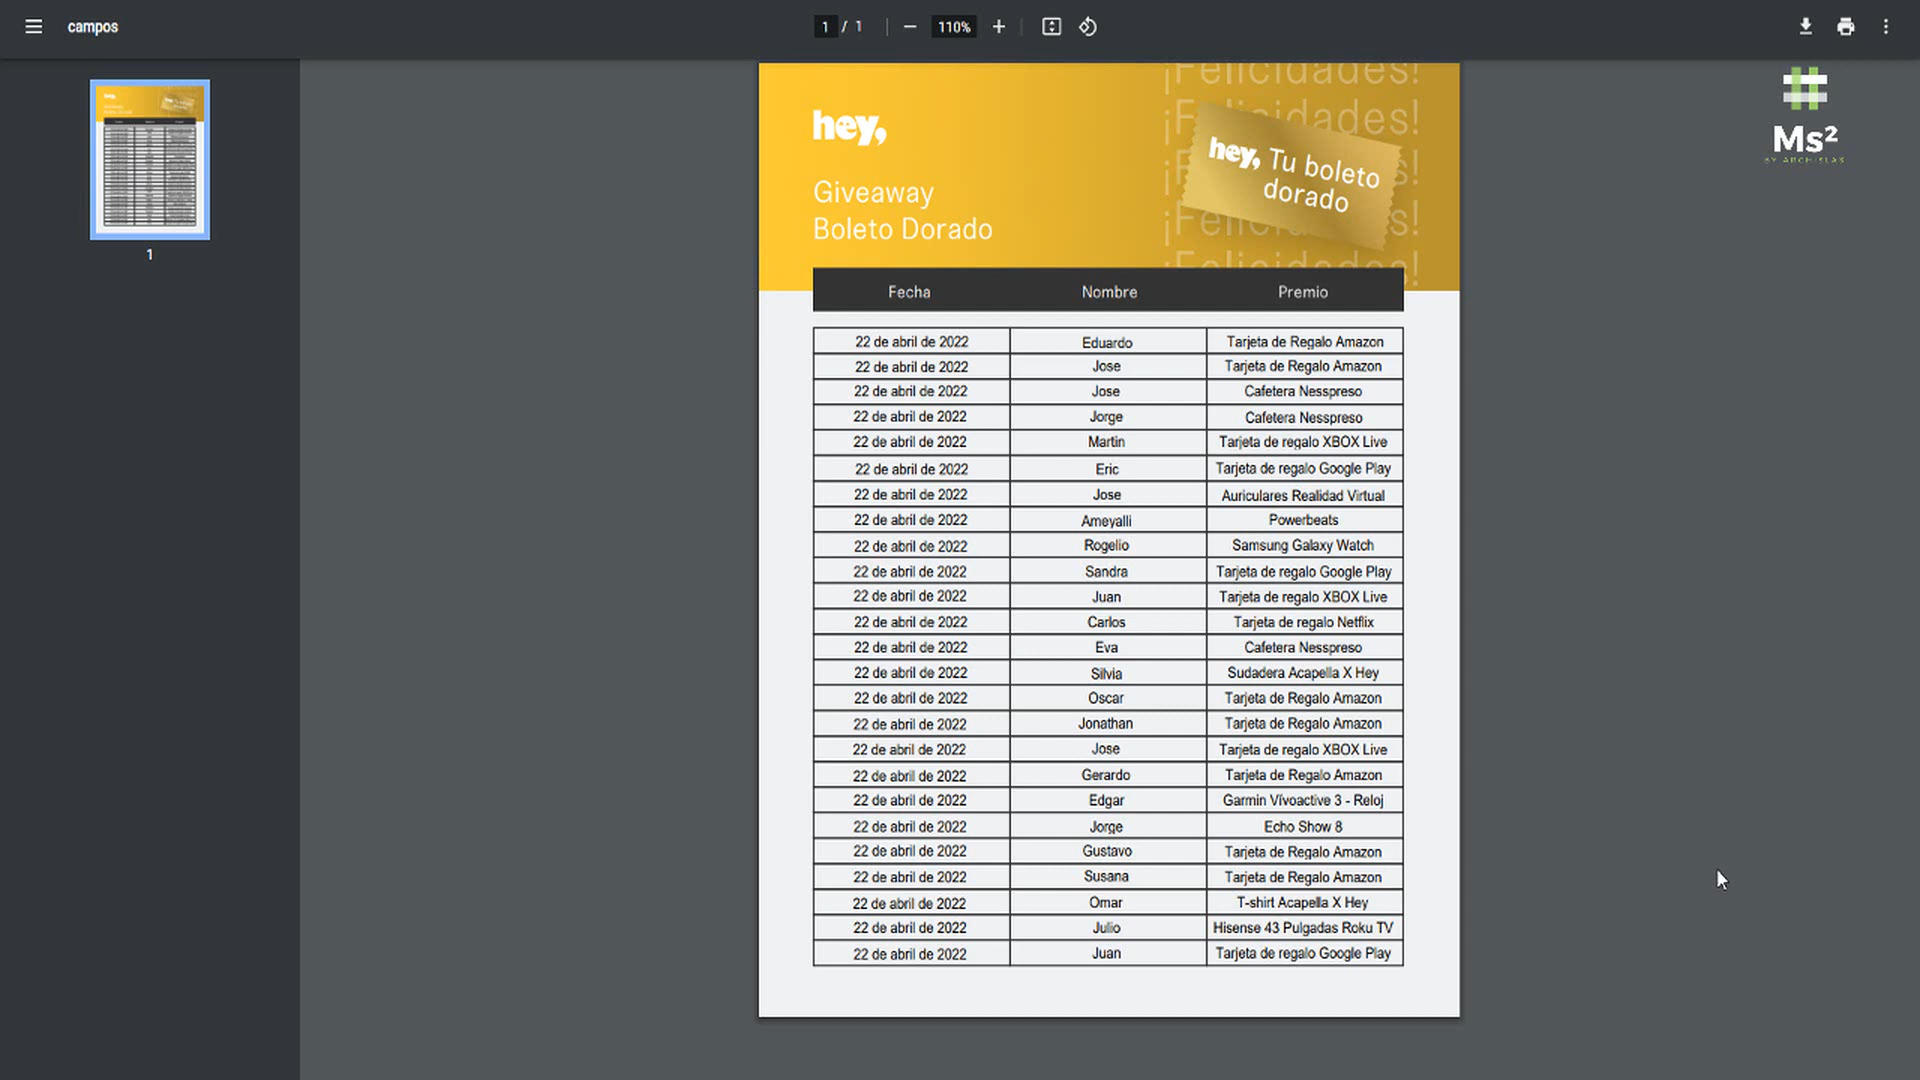 campos
1 / 1
110%
1
Ms²
BY ARCHISLAS
¡Felicidades!
¡Felicidades!
hey,
hey, Tu boleto
dorado
Giveaway
Boleto Dorado
¡Felicidades!
Fecha Nombre Premio
22 de abril de 2022 Eduardo Tarjeta de Regalo Amazon
22 de abril de 2022 Jose Tarjeta de Regalo Amazon
22 de abril de 2022 Jose Cafetera Nesspreso
22 de abril de 2022 Jorge Cafetera Nesspreso
22 de abril de 2022 Martin Tarjeta de regalo XBOX Live
22 de abril de 2022 Eric Tarjeta de regalo Google Play
22 de abril de 2022 Jose Auriculares Realidad Virtual
22 de abril de 2022 Ameyalli Powerbeats
22 de abril de 2022 Rogelio Samsung Galaxy Watch
22 de abril de 2022 Sandra Tarjeta de regalo Google Play
22 de abril de 2022 Juan Tarjeta de regalo XBOX Live
22 de abril de 2022 Carlos Tarjeta de regalo Netflix
22 de abril de 2022 Eva Cafetera Nesspreso
22 de abril de 2022 Silvia Sudadera Acapella X Hey
22 de abril de 2022 Oscar Tarjeta de Regalo Amazon
22 de abril de 2022 Jonathan Tarjeta de Regalo Amazon
22 de abril de 2022 Jose Tarjeta de regalo XBOX Live
22 de abril de 2022 Gerardo Tarjeta de Regalo Amazon
22 de abril de 2022 Edgar Garmin Vívoactive 3 - Reloj
22 de abril de 2022 Jorge Echo Show 8
22 de abril de 2022 Gustavo Tarjeta de Regalo Amazon
22 de abril de 2022 Susana Tarjeta de Regalo Amazon
22 de abril de 2022 Omar T-shirt Acapella X Hey
22 de abril de 2022 Julio Hisense 43 Pulgadas Roku TV
22 de abril de 2022 Juan Tarjeta de regalo Google Play